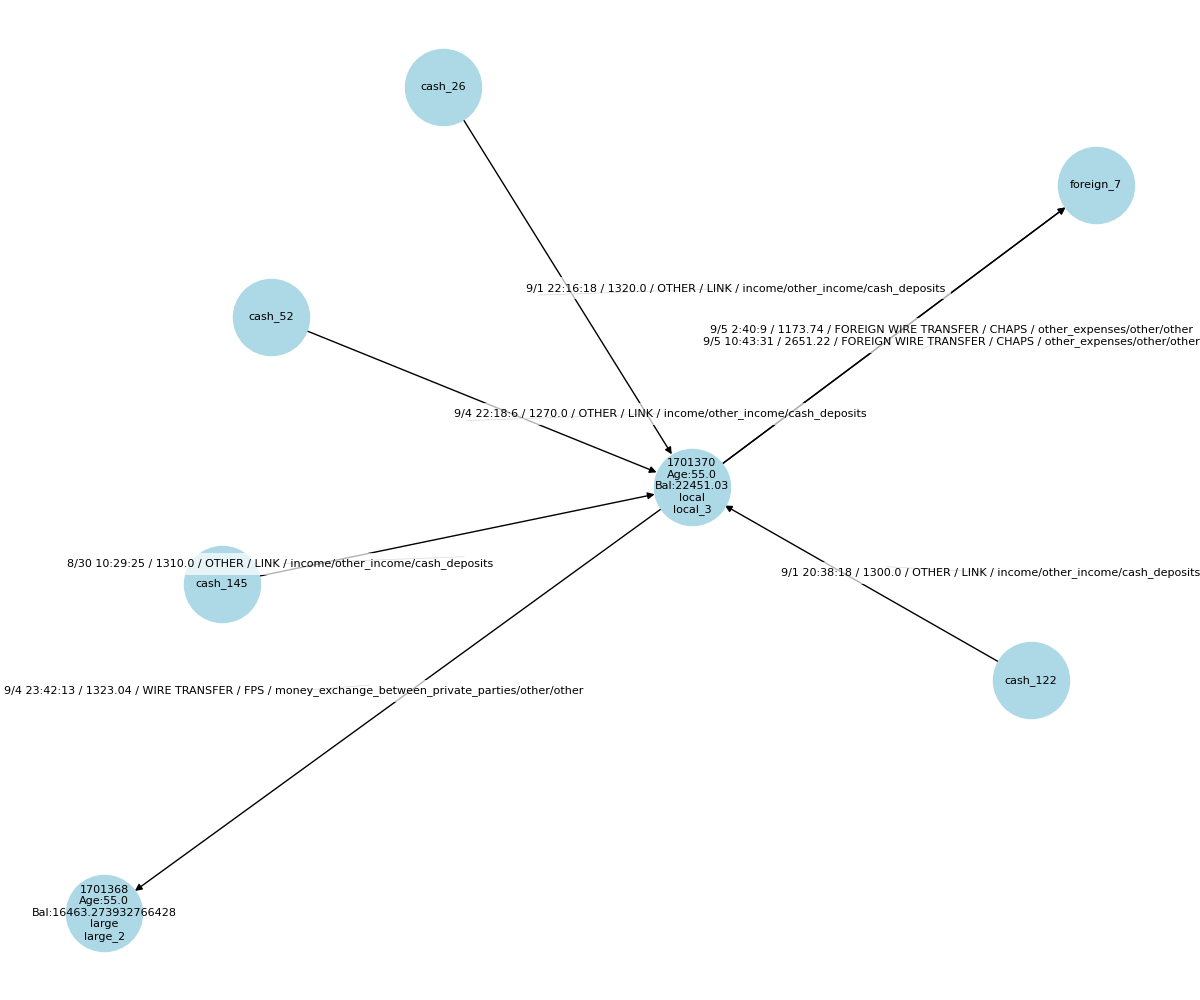 cash_26
foreign_7
9/1 22:16:18 / 1320.0 / OTHER / LINK / income/other_income/cash_deposits
cash_52
9/5 2:40:9 / 1173.74 / FOREIGN WIRE TRANSFER / CHAPS / other_expenses/other/other
9/5 10:43:31 / 2651.22 / FOREIGN WIRE TRANSFER / CHAPS / other_expenses/other/other
9/4 22:18:6 / 1270.0 / OTHER / LINK / income/other_income/cash_deposits
1701370
Age:55.0
Bal:22451.03
local
local_3
8/30 10:29:25 / 1310.0 / OTHER / LINK / income/other_income/cash_deposits
cash_145
9/1 20:38:18 / 1300.0 / OTHER / LINK / income/other_income/cash_deposits
cash_122
9/4 23:42:13 / 1323.04 / WIRE TRANSFER / FPS / money_exchange_between_private_parties/other/other
1701368
Age:55.0
Bal:16463.273932766428
large
large_2